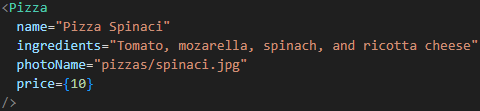 <Pizza
name="Pizza Spinaci"
ingredients="Tomato, mozarella, spinach, and ricotta cheese"
photoName="pizzas/spinaci.jpg"
price={10}
/>